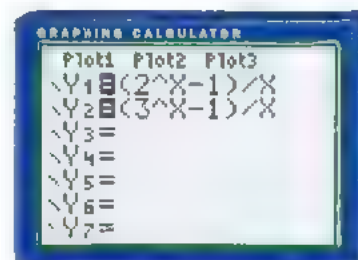 GRAPHING CALCULATOR
Plot1 Plot2 Plot3
\Y1=(2^X-1)/X
\Y2=(3^X-1)/X
\Y3=
\Y4=
\Y5=
\Y6=
\Y7=